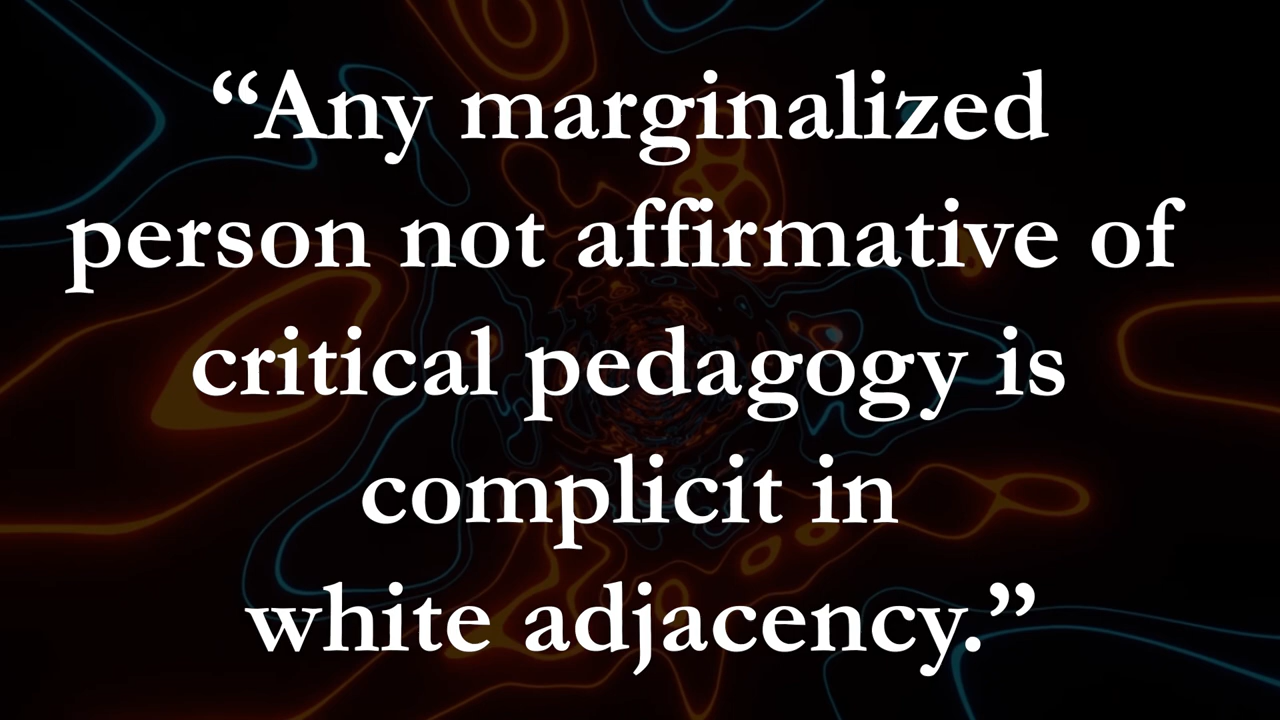 “Any marginalized
person not affirmative of
critical pedagogy is
complicit in
white adjacency.”